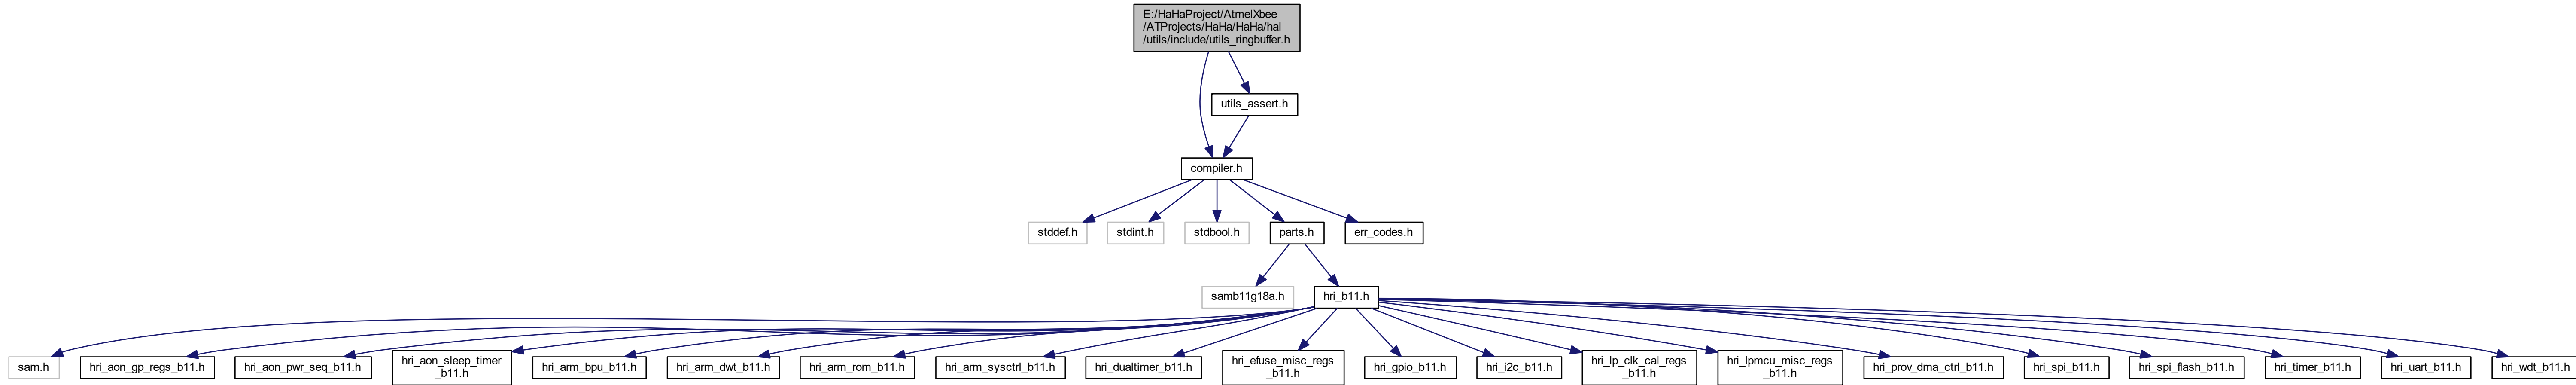 E:/HaHaProject/AtmelXbee
/ATProjects/HaHa/HaHa/hal
/utils/include/utils_ringbuffer.h
utils_assert.h
compiler.h
stddef.h
stdint.h
stdbool.h
parts.h
err_codes.h
samb11g18a.h
hri_b11.h
sam.h
hri_aon_gp_regs_b11.h
hri_aon_pwr_seq_b11.h
hri_aon_sleep_timer
_b11.h
hri_arm_bpu_b11.h
hri_arm_dwt_b11.h
hri_arm_rom_b11.h
hri_arm_sysctrl_b11.h
hri_dualtimer_b11.h
hri_efuse_misc_regs
_b11.h
hri_gpio_b11.h
hri_i2c_b11.h
hri_lp_clk_cal_regs
_b11.h
hri_lpmcu_misc_regs
_b11.h
hri_prov_dma_ctrl_b11.h
hri_spi_b11.h
hri_spi_flash_b11.h
hri_timer_b11.h
hri_uart_b11.h
hri_wdt_b11.h